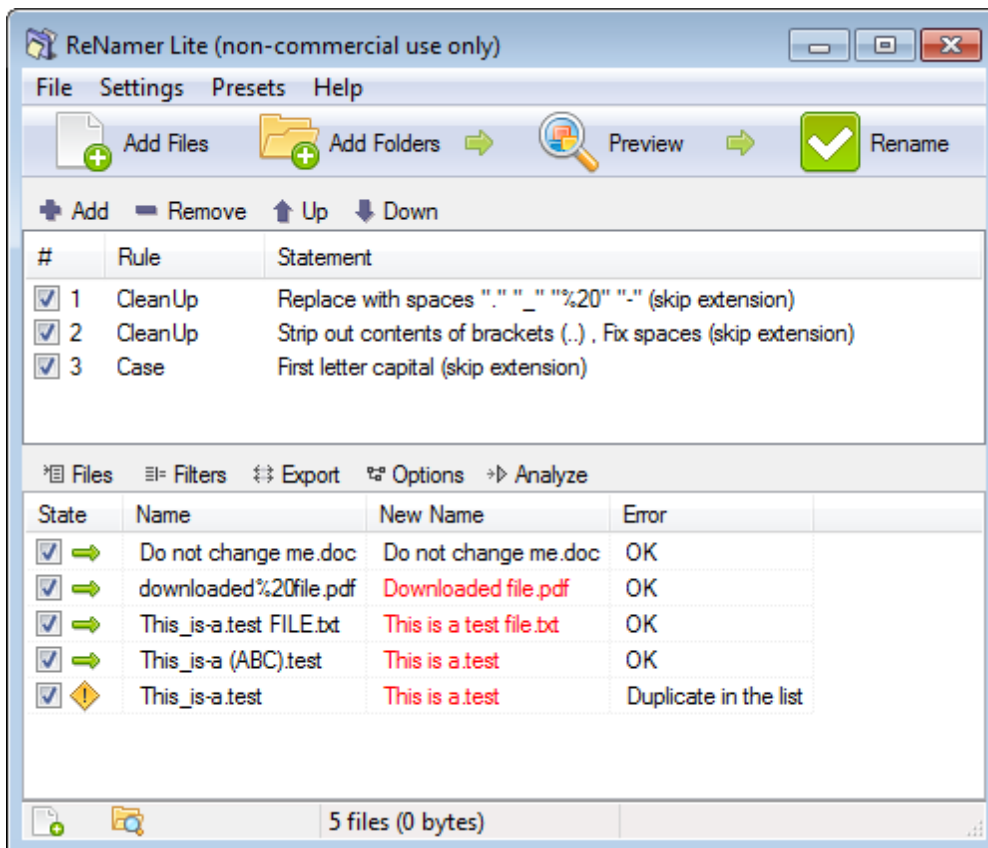 ReNamer Lite (non-commercial use only)
File Settings Presets Help
Add Files Add Folders Preview Rename
Add Remove Up Down
# Rule Statement
1 CleanUp Replace with spaces "." "_" "%20" "-" (skip extension)
2 CleanUp Strip out contents of brackets (..) , Fix spaces (skip extension)
3 Case First letter capital (skip extension)
Files Filters Export Options Analyze
State Name New Name Error
Do not change me.doc Do not change me.doc OK
downloaded%20file.pdf Downloaded file.pdf OK
This_is-a.test FILE.txt This is a test file.txt OK
This_is-a (ABC).test This is a.test OK
This_is-a.test This is a.test Duplicate in the list
5 files (0 bytes)